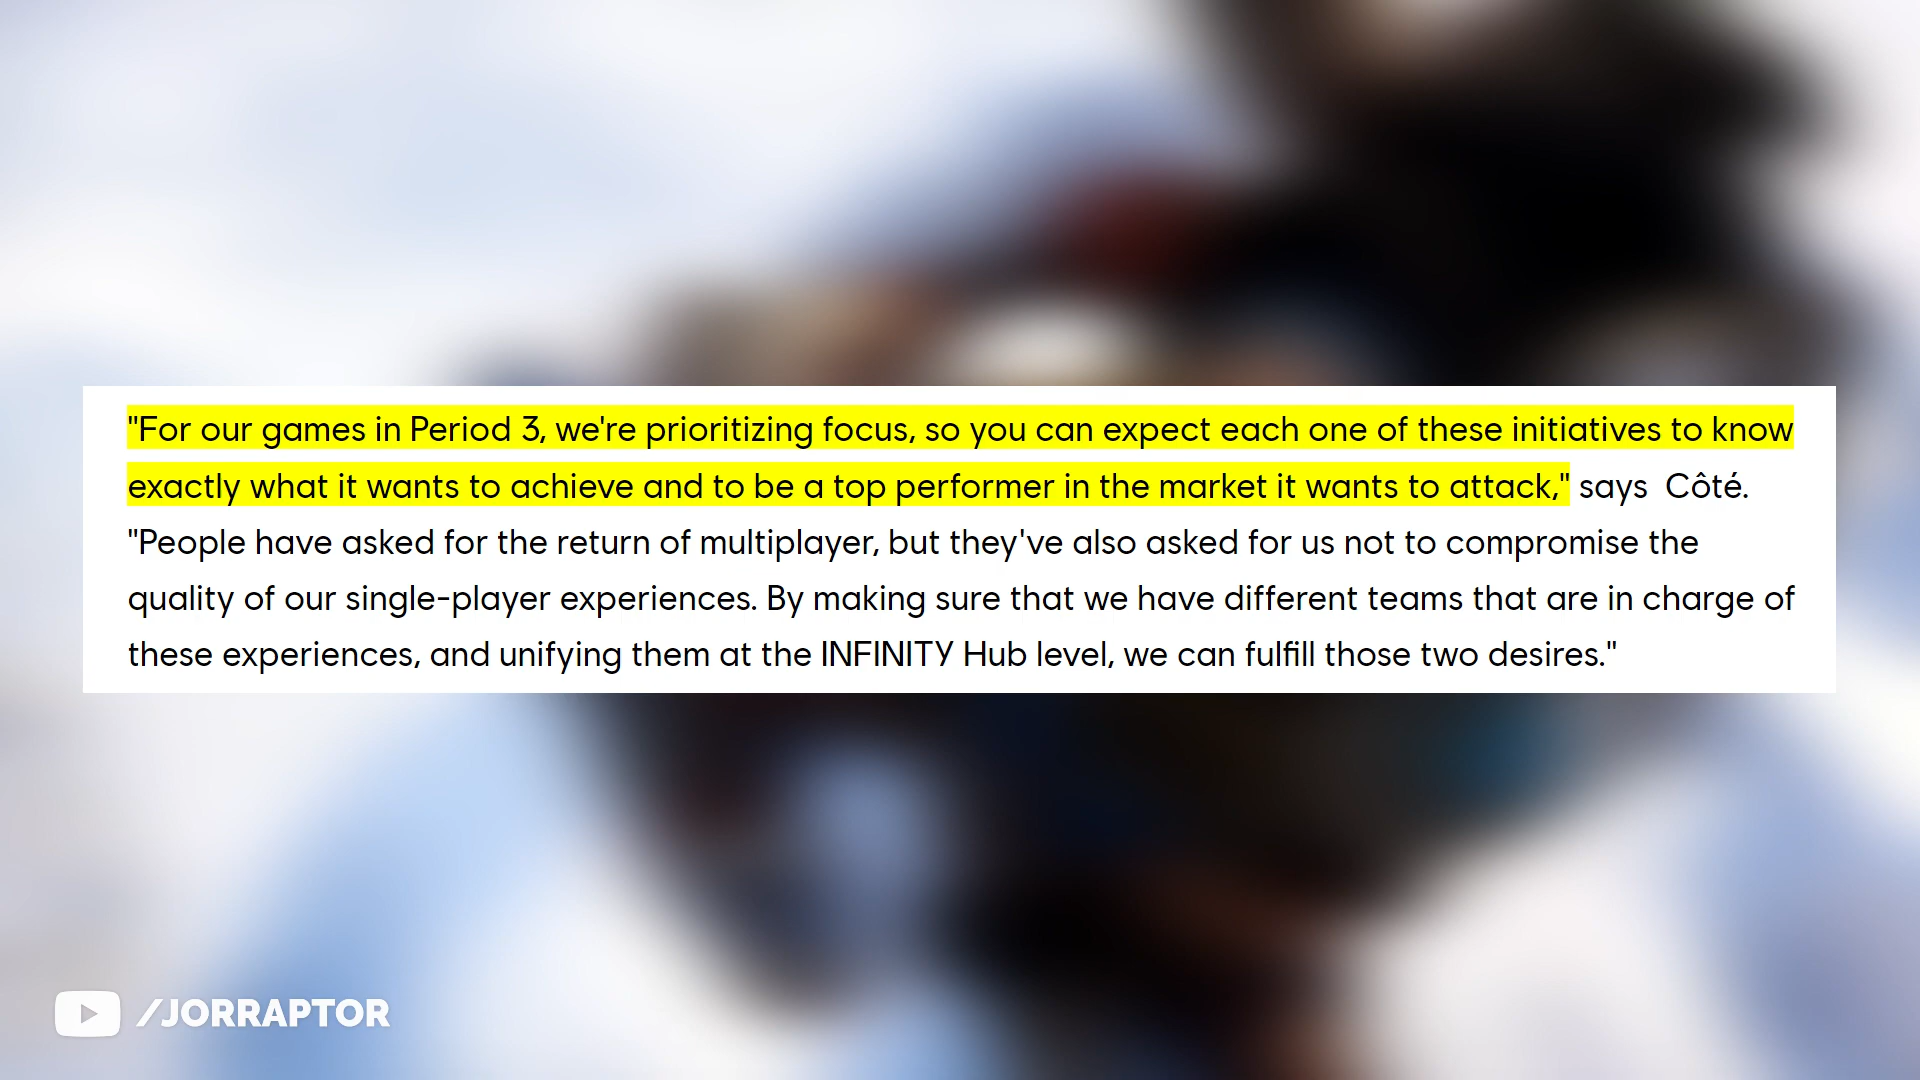 "For our games in Period 3, we're prioritizing focus, so you can expect each one of these initiatives to know
exactly what it wants to achieve and to be a top performer in the market it wants to attack," says  Côté.
"People have asked for the return of multiplayer, but they've also asked for us not to compromise the
quality of our single-player experiences. By making sure that we have different teams that are in charge of
these experiences, and unifying them at the INFINITY Hub level, we can fulfill those two desires."
/JORRAPTOR